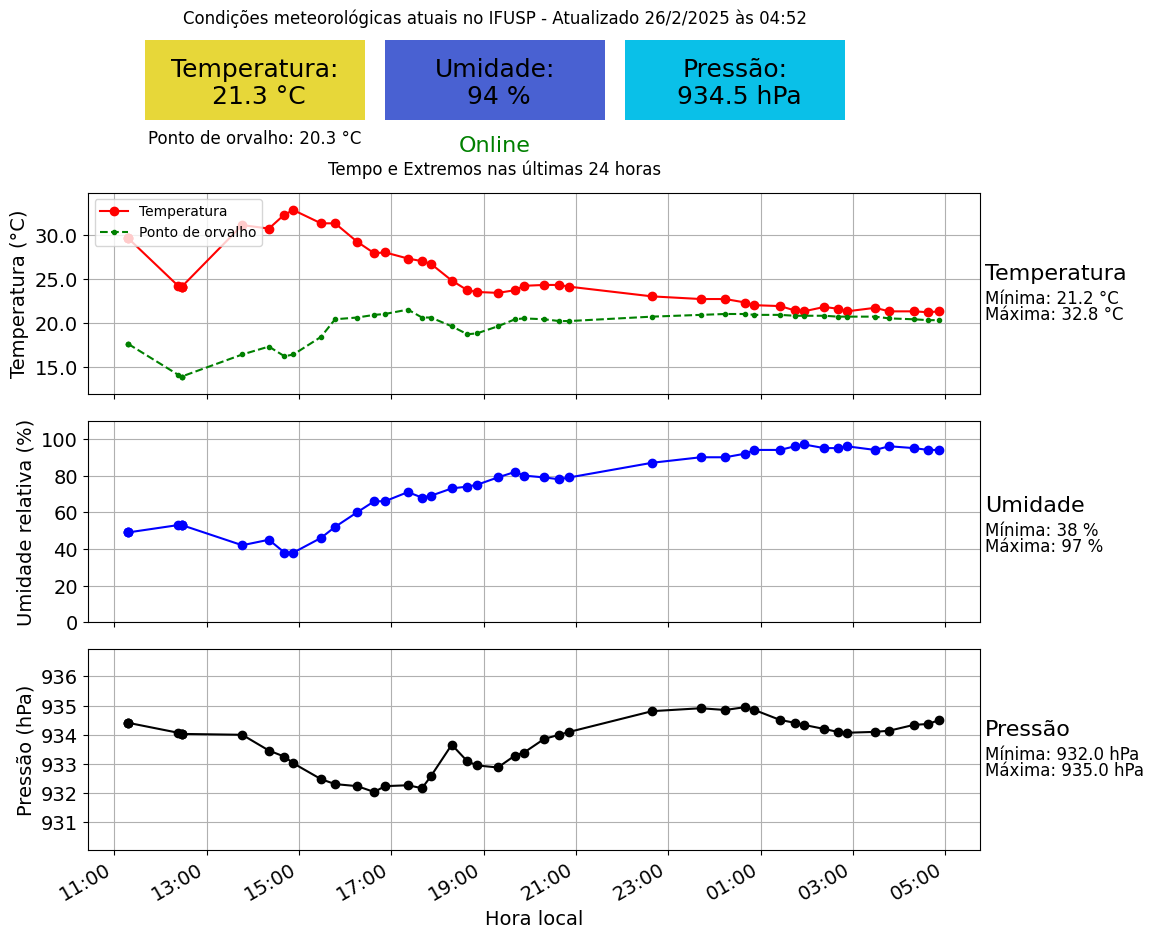 Condições meteorológicas atuais no IFUSP - Atualizado 26/2/2025 às 04:52
Temperatura:
21.3 °C
Umidade:
94 %
Pressão:
934.5 hPa
Ponto de orvalho: 20.3 °C
Online
Tempo e Extremos nas últimas 24 horas
Temperatura (°C)
30.0
25.0
20.0
15.0
Temperatura
Ponto de orvalho
Temperatura
Mínima: 21.2 °C
Máxima: 32.8 °C
Umidade relativa (%)
100
80
60
40
20
0
Umidade
Mínima: 38 %
Máxima: 97 %
Pressão (hPa)
936
935
934
933
932
931
Pressão
Mínima: 932.0 hPa
Máxima: 935.0 hPa
11:00
13:00
15:00
17:00
19:00
21:00
23:00
01:00
03:00
05:00
Hora local